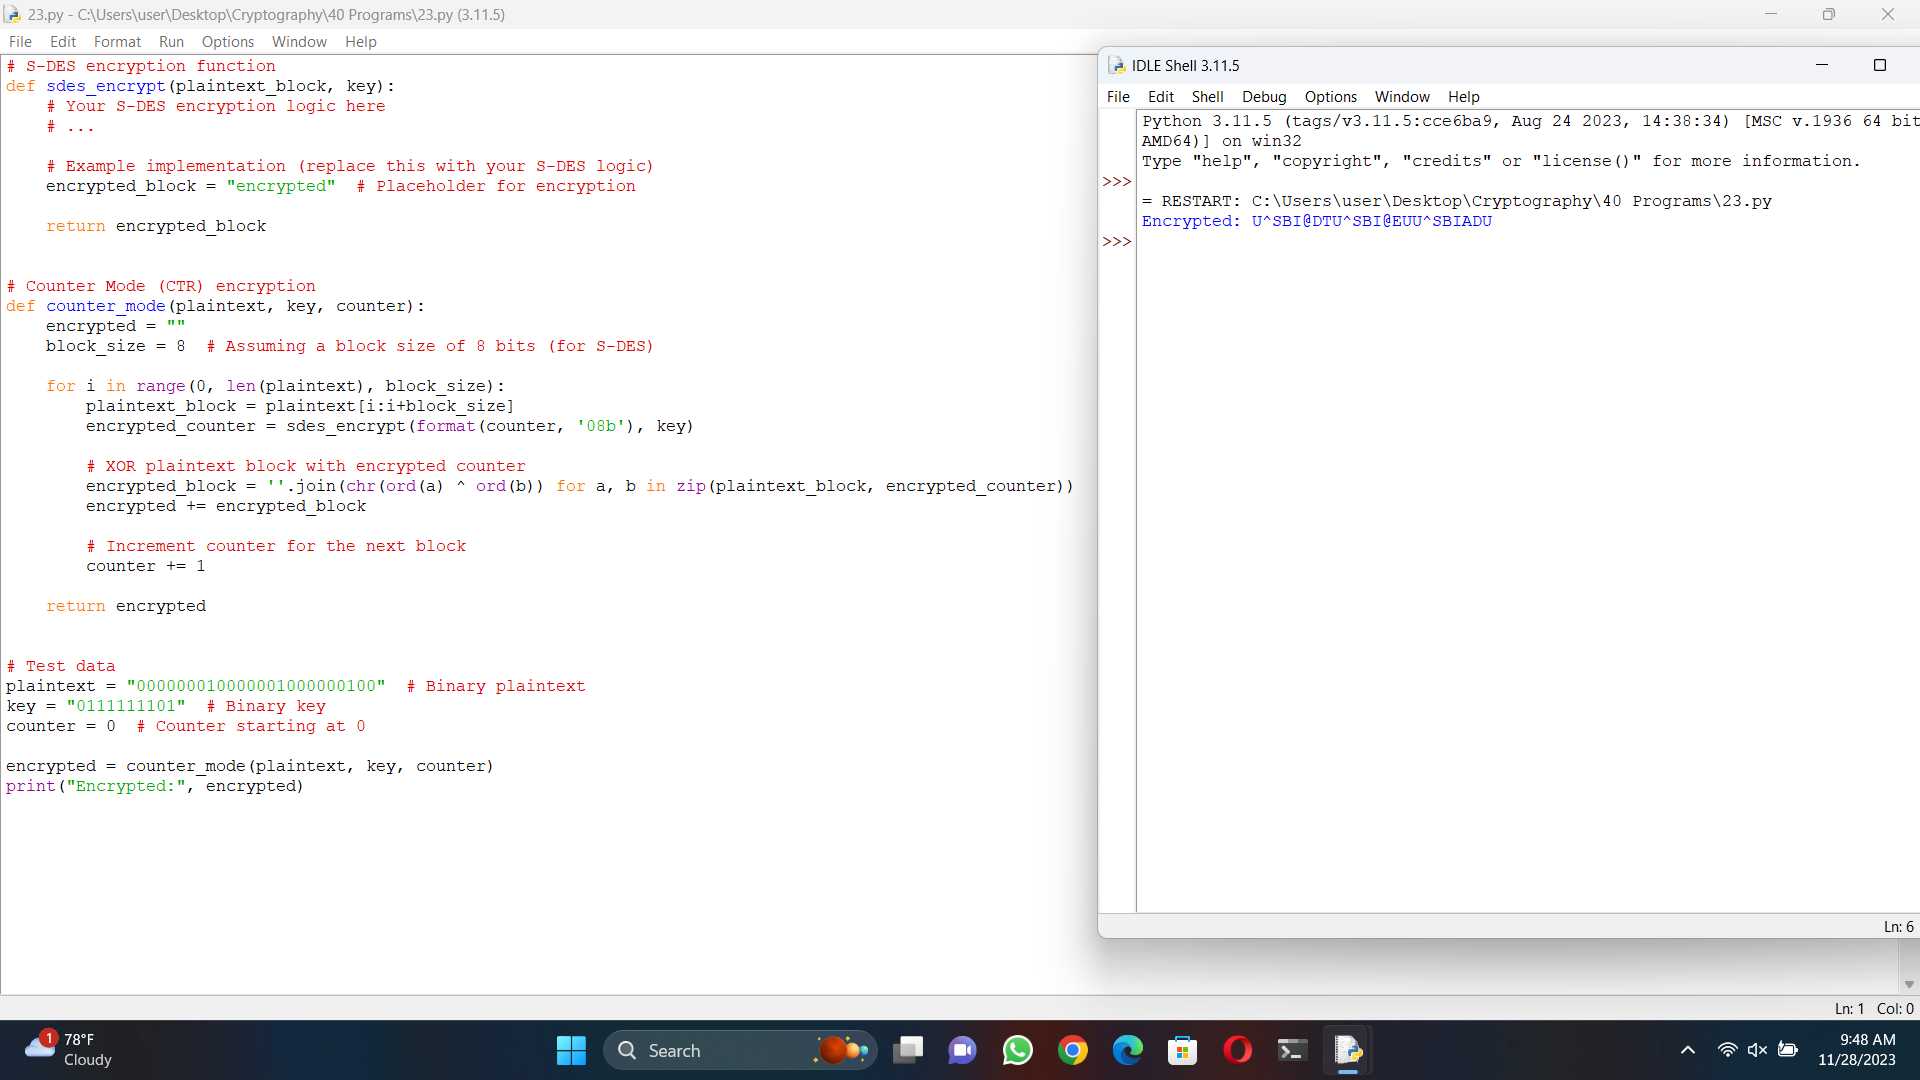 23.py - C:\Users\user\Desktop\Cryptography\40 Programs\23.py (3.11.5)
File Edit Format Run Options Window Help
# S-DES encryption function
def sdes_encrypt(plaintext_block, key):
    # Your S-DES encryption logic here
    # ...

    # Example implementation (replace this with your S-DES logic)
    encrypted_block = "encrypted"  # Placeholder for encryption

    return encrypted_block


# Counter Mode (CTR) encryption
def counter_mode(plaintext, key, counter):
    encrypted = ""
    block_size = 8  # Assuming a block size of 8 bits (for S-DES)

    for i in range(0, len(plaintext), block_size):
        plaintext_block = plaintext[i:i+block_size]
        encrypted_counter = sdes_encrypt(format(counter, '08b'), key)

        # XOR plaintext block with encrypted counter
        encrypted_block = ''.join(chr(ord(a) ^ ord(b)) for a, b in zip(plaintext_block, encrypted_counter))
        encrypted += encrypted_block

        # Increment counter for the next block
        counter += 1

    return encrypted


# Test data
plaintext = "000000010000001000000100"  # Binary plaintext
key = "0111111101"  # Binary key
counter = 0  # Counter starting at 0

encrypted = counter_mode(plaintext, key, counter)
print("Encrypted:", encrypted)
Ln: 1 Col: 0
IDLE Shell 3.11.5
File Edit Shell Debug Options Window Help
Python 3.11.5 (tags/v3.11.5:cce6ba9, Aug 24 2023, 14:38:34) [MSC v.1936 64 bit
AMD64)] on win32
Type "help", "copyright", "credits" or "license()" for more information.
>>>
= RESTART: C:\Users\user\Desktop\Cryptography\40 Programs\23.py
Encrypted: U^SBI@DTU^SBI@EUU^SBIADU
>>>
Ln: 6
1
78°F
Cloudy
Search
9:48 AM
11/28/2023